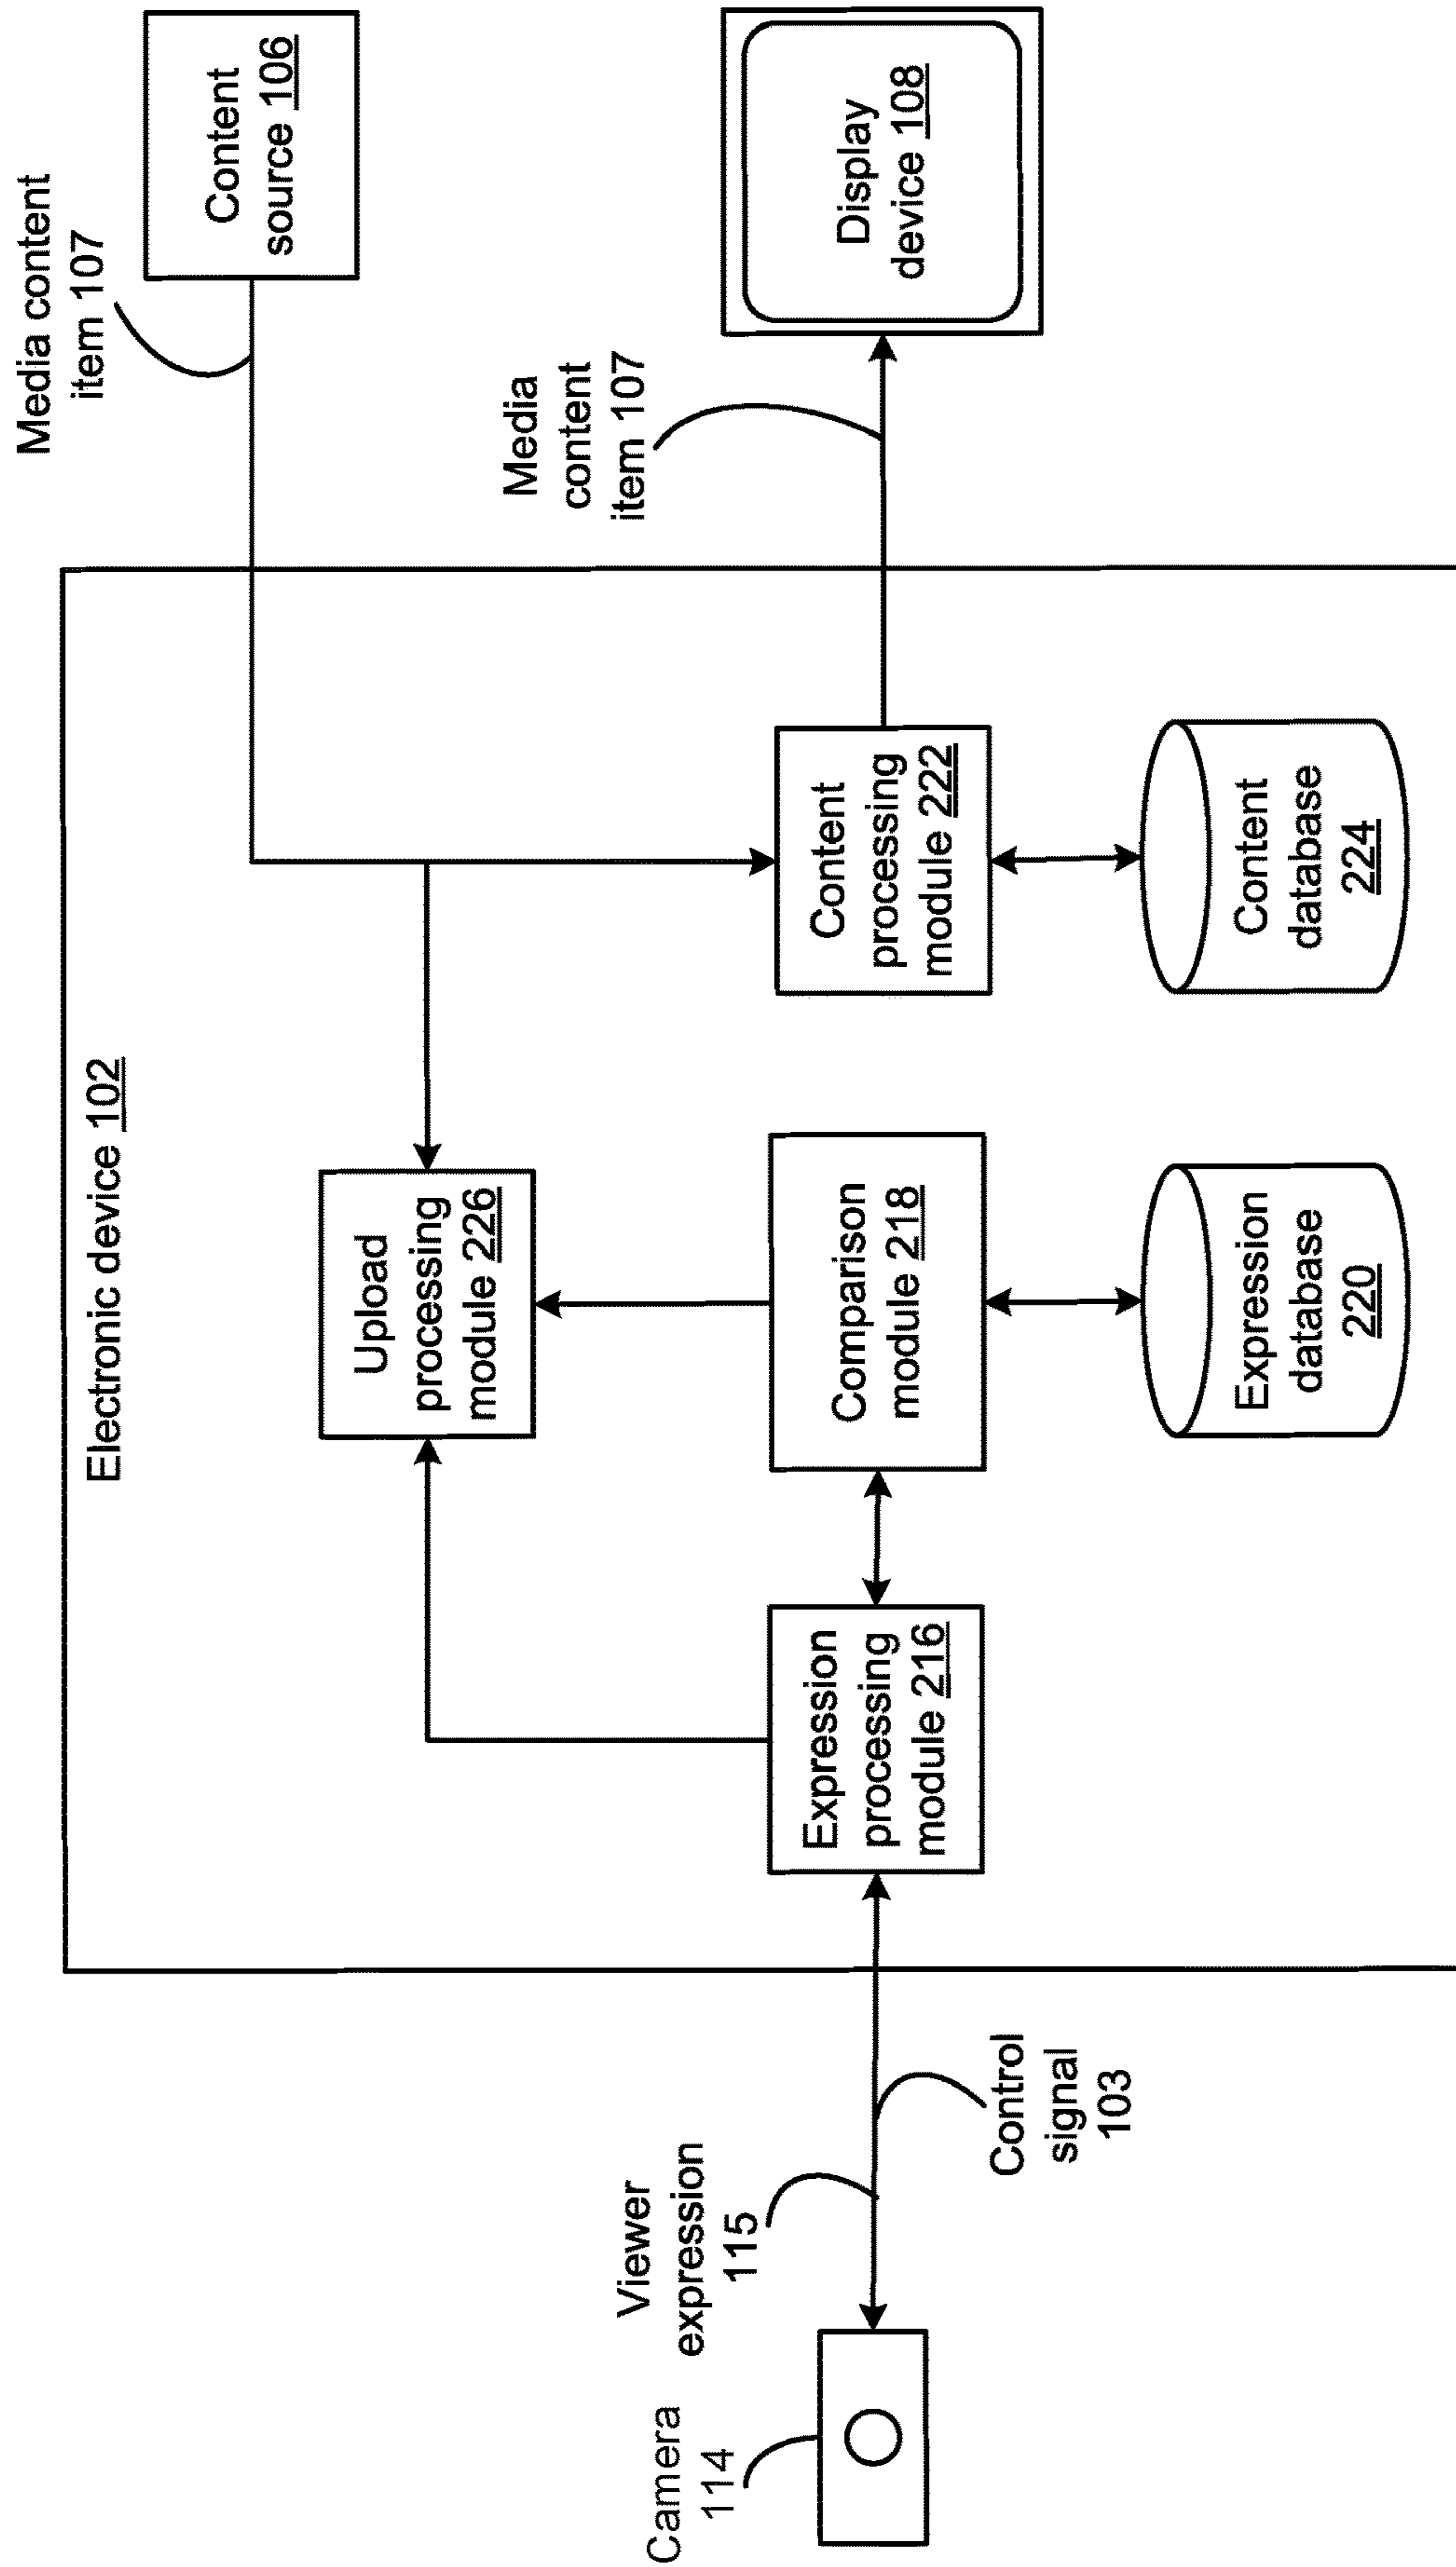 Electronic device 102
Media content
item 107
Content
source 106
Upload
processing
module 226
Viewer
expression
115
Camera
114
Control
signal
103
Expression
processing
module 216
Comparison
module 218
Content
processing
module 222
Media
content
item 107
Display
device 108
Expression
database
220
Content
database
224